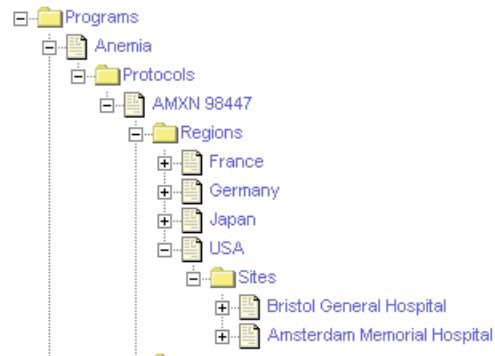 Programs
Anemia
Protocols
AMXN 98447
Regions
France
Germany
Japan
USA
Sites
Bristol General Hospital
Amsterdam Memorial Hospital